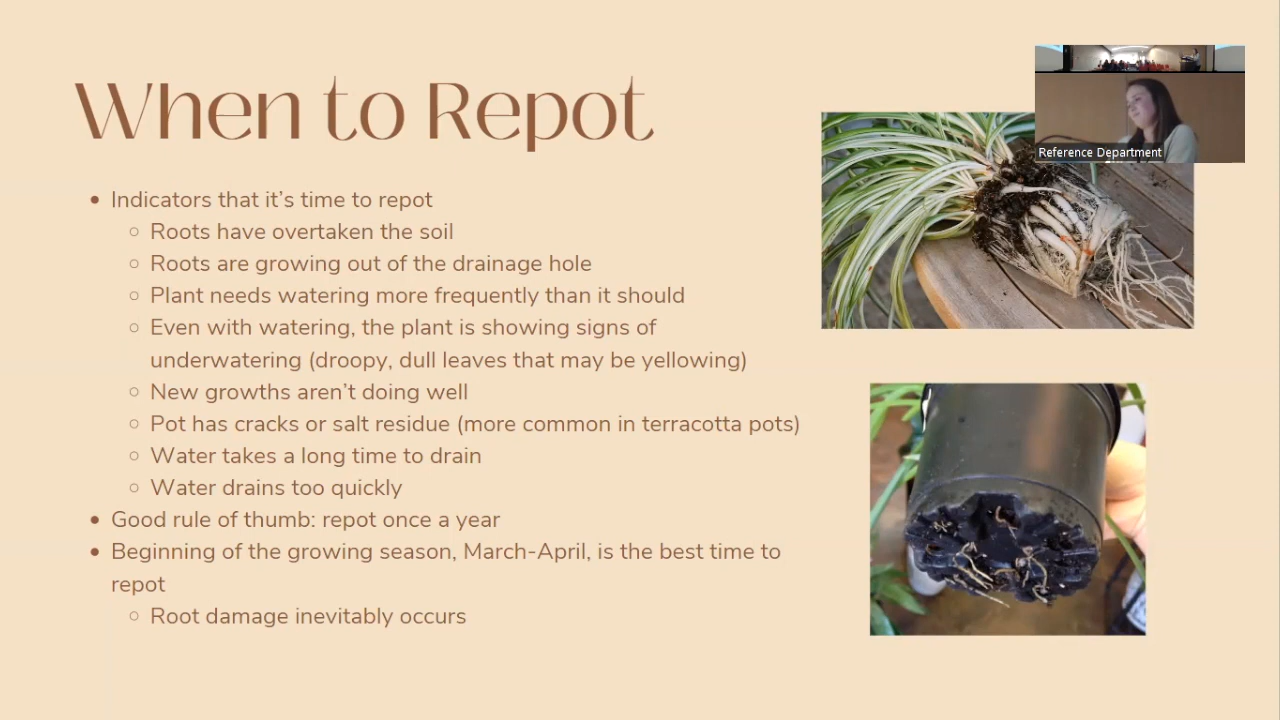 When to Repot
Reference Department
• Indicators that it's time to repot
○ Roots have overtaken the soil
○ Roots are growing out of the drainage hole
○ Plant needs watering more frequently than it should
○ Even with watering, the plant is showing signs of
underwatering (droopy, dull leaves that may be yellowing)
○ New growths aren't doing well
○ Pot has cracks or salt residue (more common in terracotta pots)
○ Water takes a long time to drain
○ Water drains too quickly
• Good rule of thumb: repot once a year
• Beginning of the growing season, March-April, is the best time to
repot
○ Root damage inevitably occurs